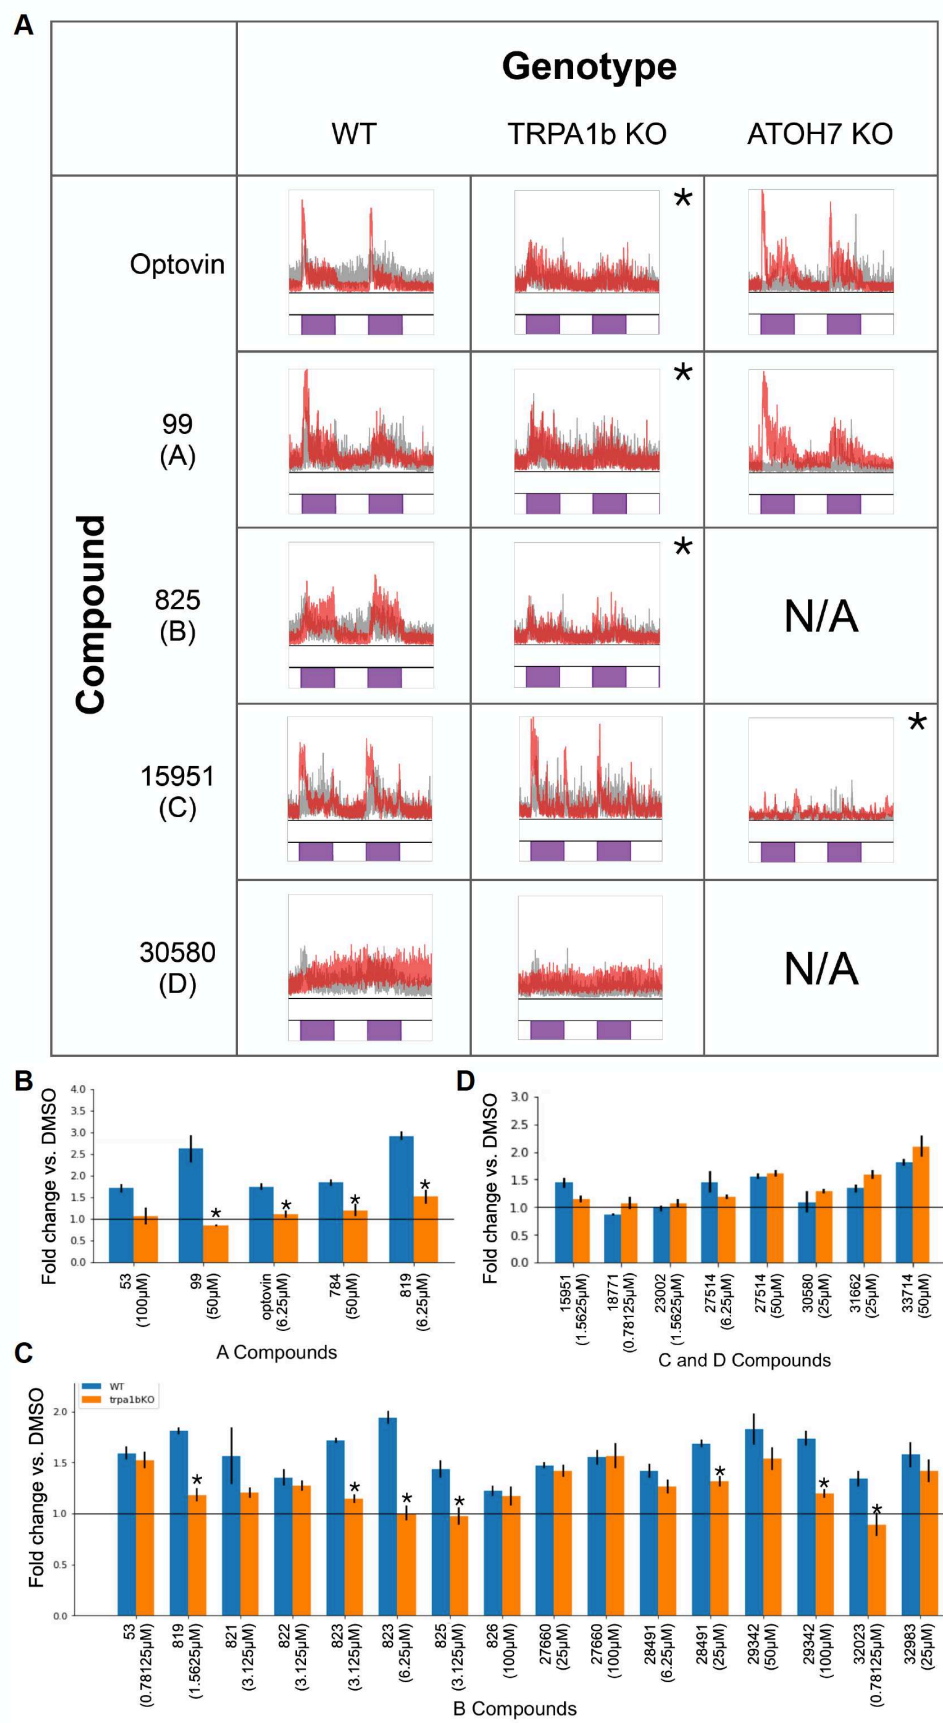 A
Genotype
WT
TRPA1b KO
ATOH7 KO
Compound
Optovin
*
99
(A)
*
825
(B)
*
N/A
15951
(C)
*
30580
(D)
N/A
B
Fold change vs. DMSO
4.0
3.5
3.0
2.5
2.0
1.5
1.0
0.5
0.0
*
*
*
*
53
(100μM)
99
(50μM)
optovin
(6.25μM)
784
(50μM)
819
(6.25μM)
A Compounds
D
Fold change vs. DMSO
3.0
2.5
2.0
1.5
1.0
0.5
0.0
15951
(1.5625μM)
18771
(0.78125μM)
23002
(1.5625μM)
27514
(6.25μM)
27514
(50μM)
30580
(25μM)
31662
(25μM)
33714
(50μM)
C and D Compounds
C
Fold change vs. DMSO
WT
trpa1bKO
2.0
1.5
1.0
0.5
0.0
*
*
*
*
*
*
*
53
(0.78125μM)
819
(1.5625μM)
821
(3.125μM)
822
(3.125μM)
823
(3.125μM)
823
(6.25μM)
825
(3.125μM)
826
(100μM)
27660
(25μM)
27660
(100μM)
28491
(6.25μM)
28491
(25μM)
29342
(50μM)
29342
(100μM)
32023
(0.78125μM)
32983
(25μM)
B Compounds